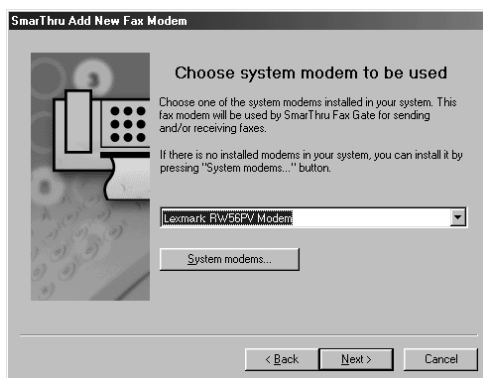 SmarThru Add New Fax Modem
Choose system modem to be used
Choose one of the system modems installed in your system. This
fax modem will be used by SmarThru Fax Gate for sending
and/or receiving faxes.
If there is no installed modems in your system, you can install it by
pressing "System modems..." button.
Lexmark RW56PV Modem
System modems...
< Back
Next >
Cancel